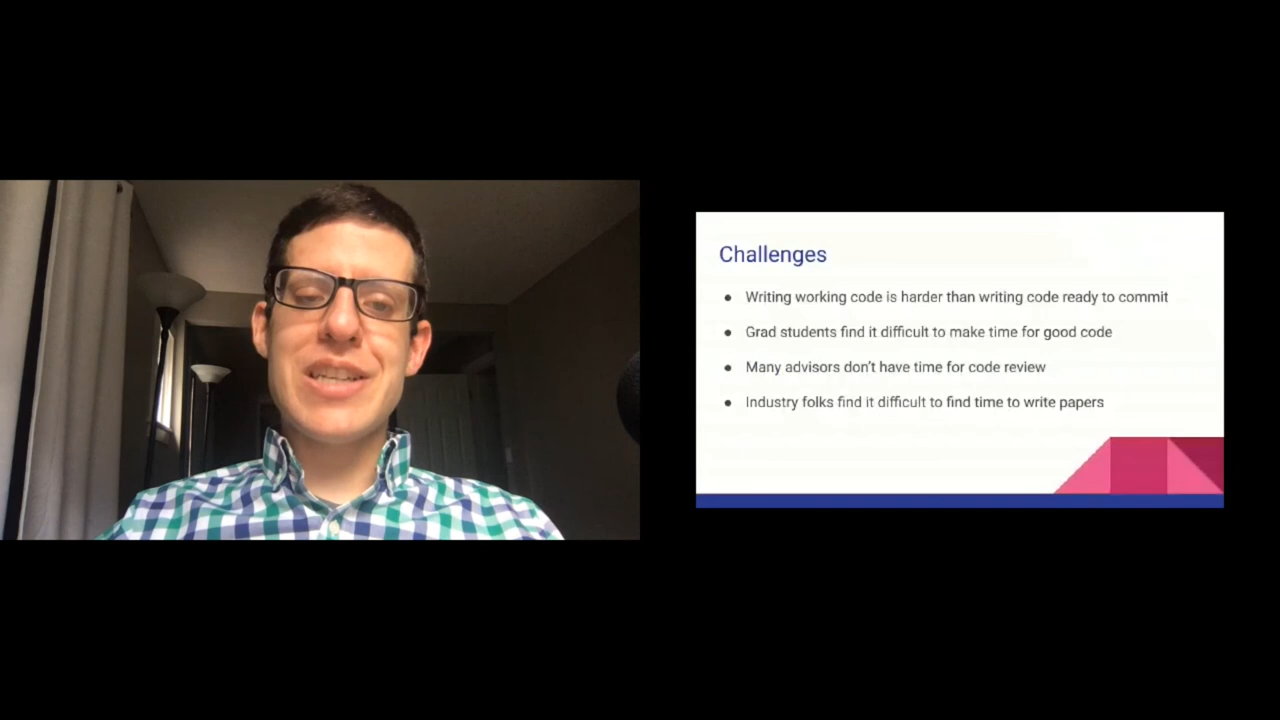 Challenges
● Writing working code is harder than writing code ready to commit
● Grad students find it difficult to make time for good code
● Many advisors don't have time for code review
● Industry folks find it difficult to find time to write papers